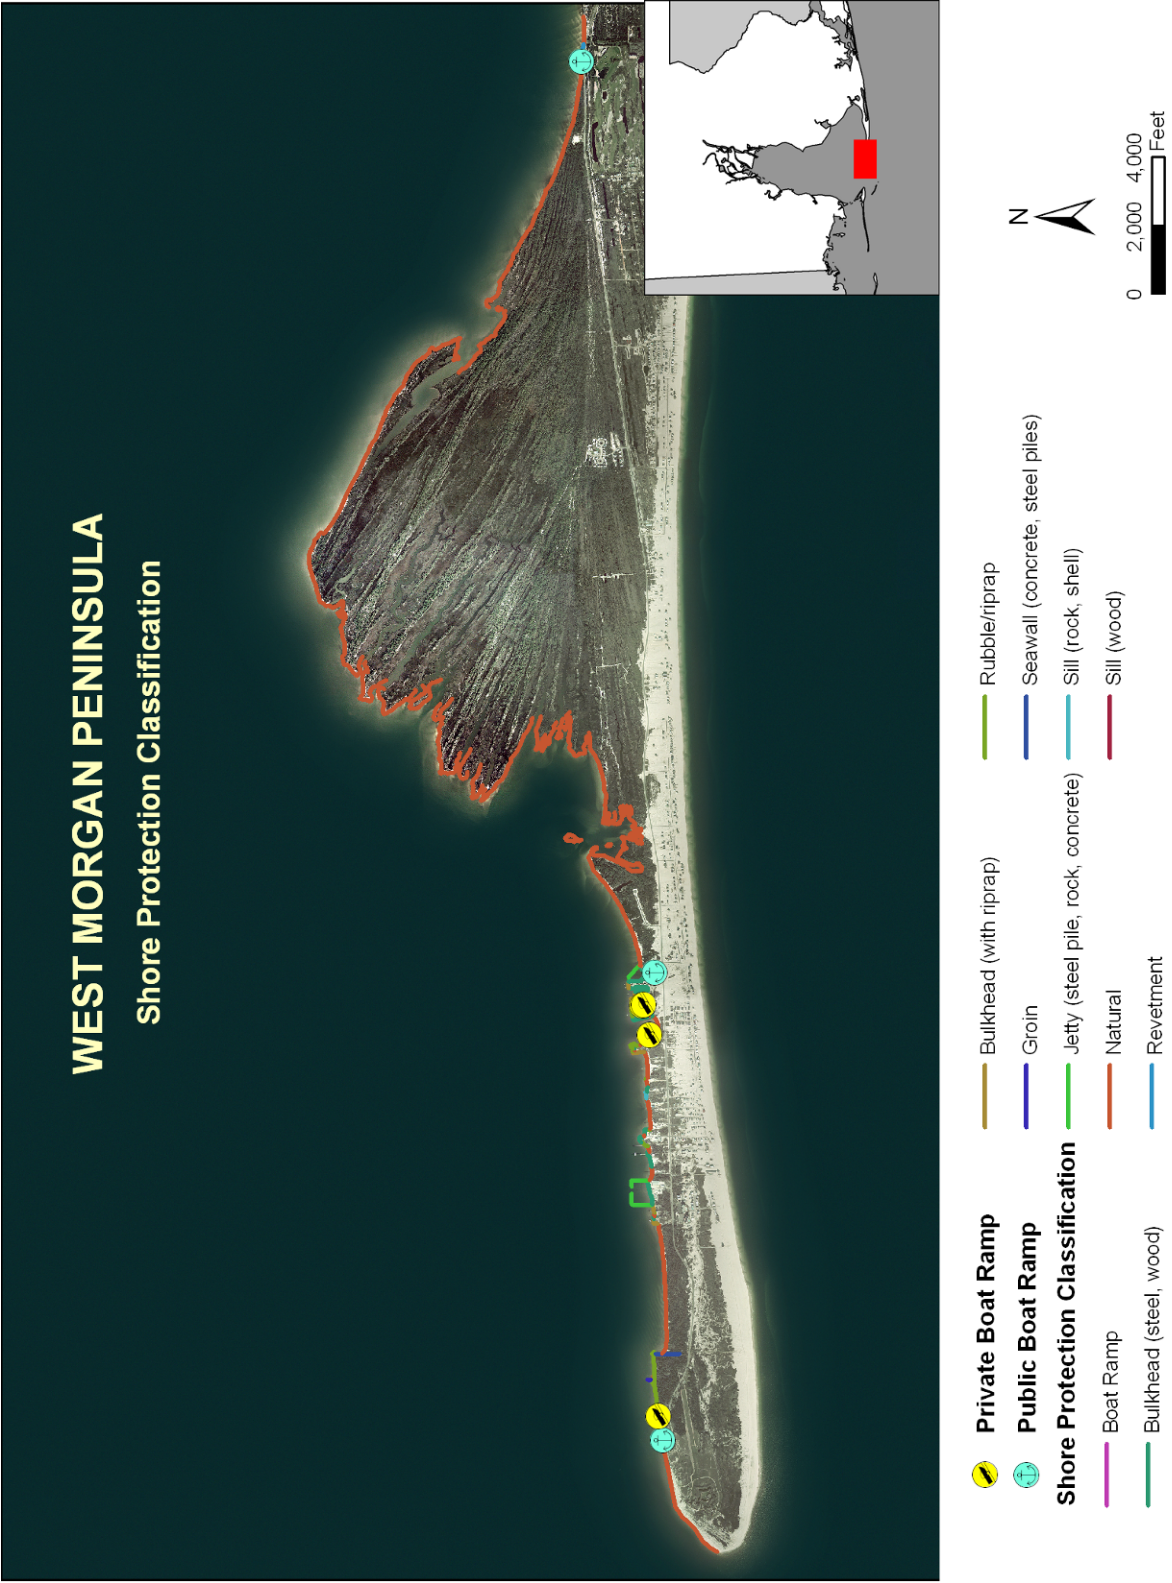 WEST MORGAN PENINSULA
Shore Protection Classification
Private Boat Ramp
Public Boat Ramp
Shore Protection Classification
Boat Ramp
Bulkhead (steel, wood)
Bulkhead (with riprap)
Groin
Jetty (steel pile, rock, concrete)
Natural
Revetment
Rubble/riprap
Seawall (concrete, steel piles)
Sill (rock, shell)
Sill (wood)
N
0 2,000 4,000
Feet